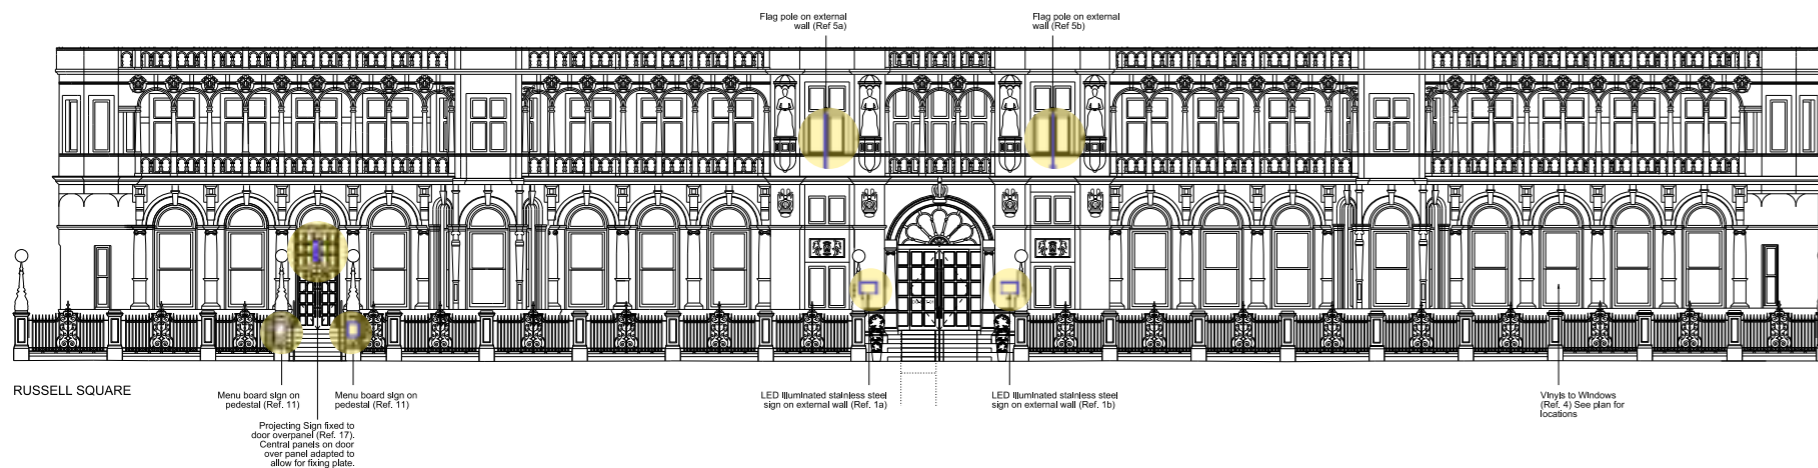 Flag pole on external
wall (Ref 5a)
Flag pole on external
wall (Ref 5b)
RUSSELL SQUARE
Menu board sign on
pedestal (Ref. 11)
Menu board sign on
pedestal (Ref. 11)
Projecting Sign fixed to
door overpanel (Ref. 17).
Central panels on door
over panel adapted to
allow for fixing plate.
LED Illuminated stainless steel
sign on external wall (Ref. 1a)
LED Illuminated stainless steel
sign on external wall (Ref. 1b)
Vinyls to Windows
(Ref. 4) See plan for
locations